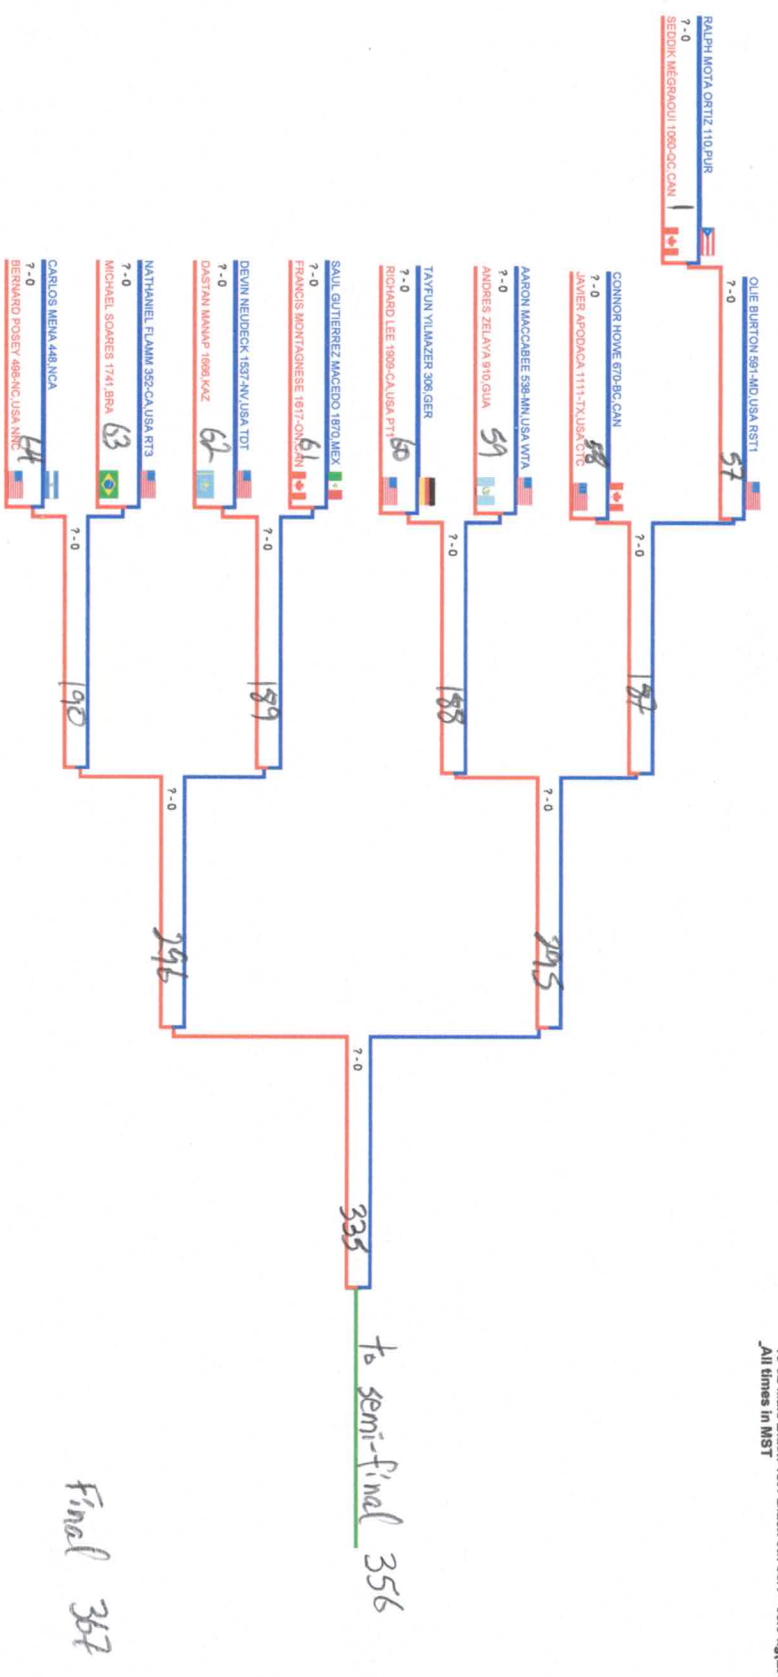 All times in MST
OLIE BURTON 591-MD,USA RST1
? - 0
57
RALPH MOTA ORTIZ 110,PUR
? - 0
1
SEDDIK MÉGRAOUI 1060-QC,CAN
CONNOR HOWE 670-BC,CAN
? - 0
58
JAVIER APODACA 1111-TX,USA CTC
AARON MACCABEE 538-MN,USA WTA
? - 0
59
ANDRES ZELAYA 910,GUA
TAYFUN YILMAZER 306,GER
? - 0
60
RICHARD LEE 1909-CA,USA PT1
SAUL GUTIERREZ MACEDO 1870,MEX
? - 0
61
FRANCIS MONTAGNESE 1617-ON,CAN
DEVIN NEUDECK 1537-NV,USA TDT
? - 0
62
DASTAN MANAP 1666,KAZ
NATHANIEL FLAMM 352-CA,USA RT3
? - 0
63
MICHAEL SOARES 1741,BRA
CARLOS MENA 448,NCA
? - 0
64
BERNARD POSEY 498-NC,USA NNC
? - 0
187
? - 0
188
? - 0
189
? - 0
190
? - 0
295
? - 0
296
? - 0
335
to semi-final 356
Final 367